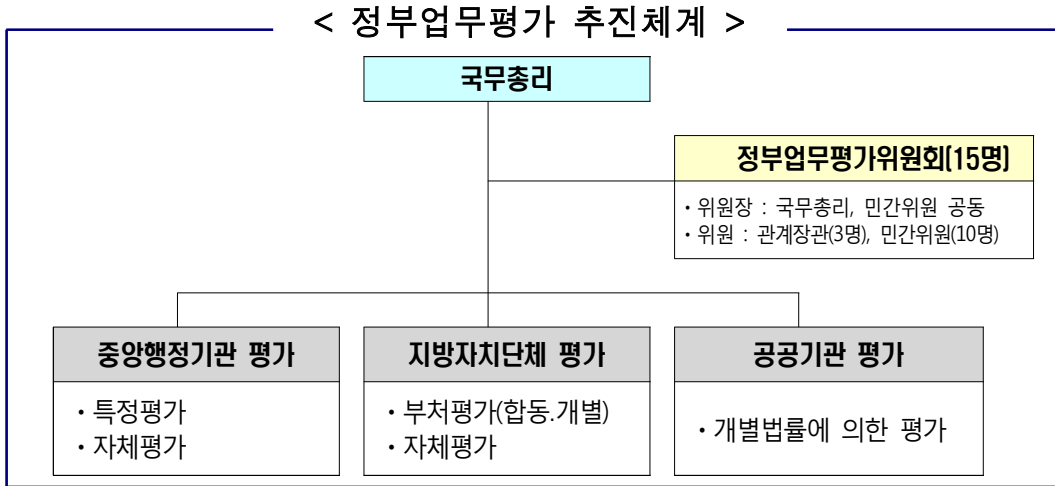 < 정부업무평가 추진체계 >
국무총리
정부업무평가위원회(15명)
・위원장 : 국무총리, 민간위원 공동
・위원 : 관계장관(3명), 민간위원(10명)
중앙행정기관 평가
・특정평가
・자체평가
지방자치단체 평가
・부처평가(합동.개별)
・자체평가
공공기관 평가
・개별법률에 의한 평가